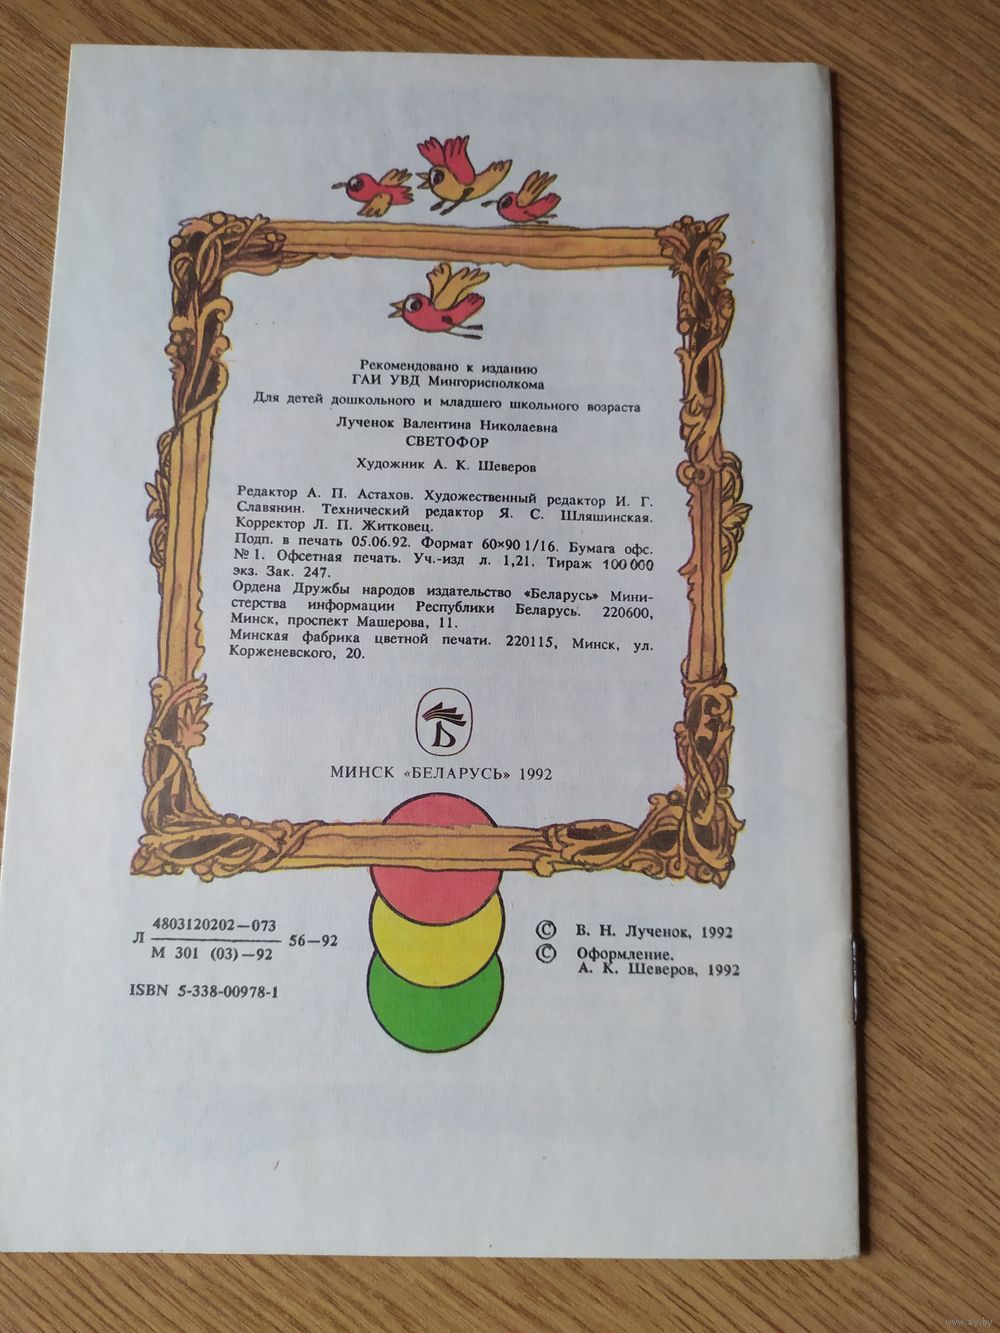 Рекомендовано к изданию
ГАИ УВД Мингорисполкома
Для детей дошкольного и младшего школьного возраста
Лученок Валентина Николаевна
СВЕТОФОР
Художник А. К. Шеверов
Редактор А. П. Астахов. Художественный редактор И. Г.
Славянин. Технический редактор Я. С. Шляшинская.
Корректор Л. П. Житковец.
Подп. в печать 05.06.92. Формат 60×90 1/16. Бумага офс.
№ 1. Офсетная печать. Уч.-изд л. 1,21. Тираж 100 000
экз. Зак. 247.
Ордена Дружбы народов издательство «Беларусь» Мини-
стерства информации Республики Беларусь. 220600,
Минск, проспект Машерова, 11.
Минская фабрика цветной печати. 220115, Минск, ул.
Корженевского, 20.
Б
МИНСК «БЕЛАРУСЬ» 1992
4803120202—073
Л 56—92
М 301 (03)—92
ISBN 5-338-00978-1
© В. Н. Лученок, 1992
© Оформление.
А. К. Шеверов, 1992
www.ay.by